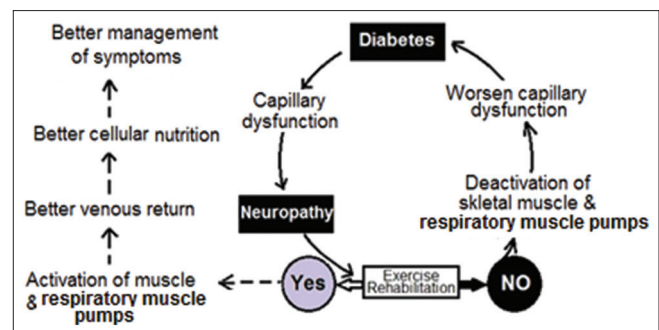 Better management
of symptoms
Diabetes
Capillary
dysfunction
Worsen capillary
dysfunction
Better cellular nutrition
Deactivation of
skletal muscle &
respiratory muscle pumps
Better venous return
Neuropathy
Activation of muscle
& respiratory muscle
pumps
Yes
Exercise
Rehabilitation
NO